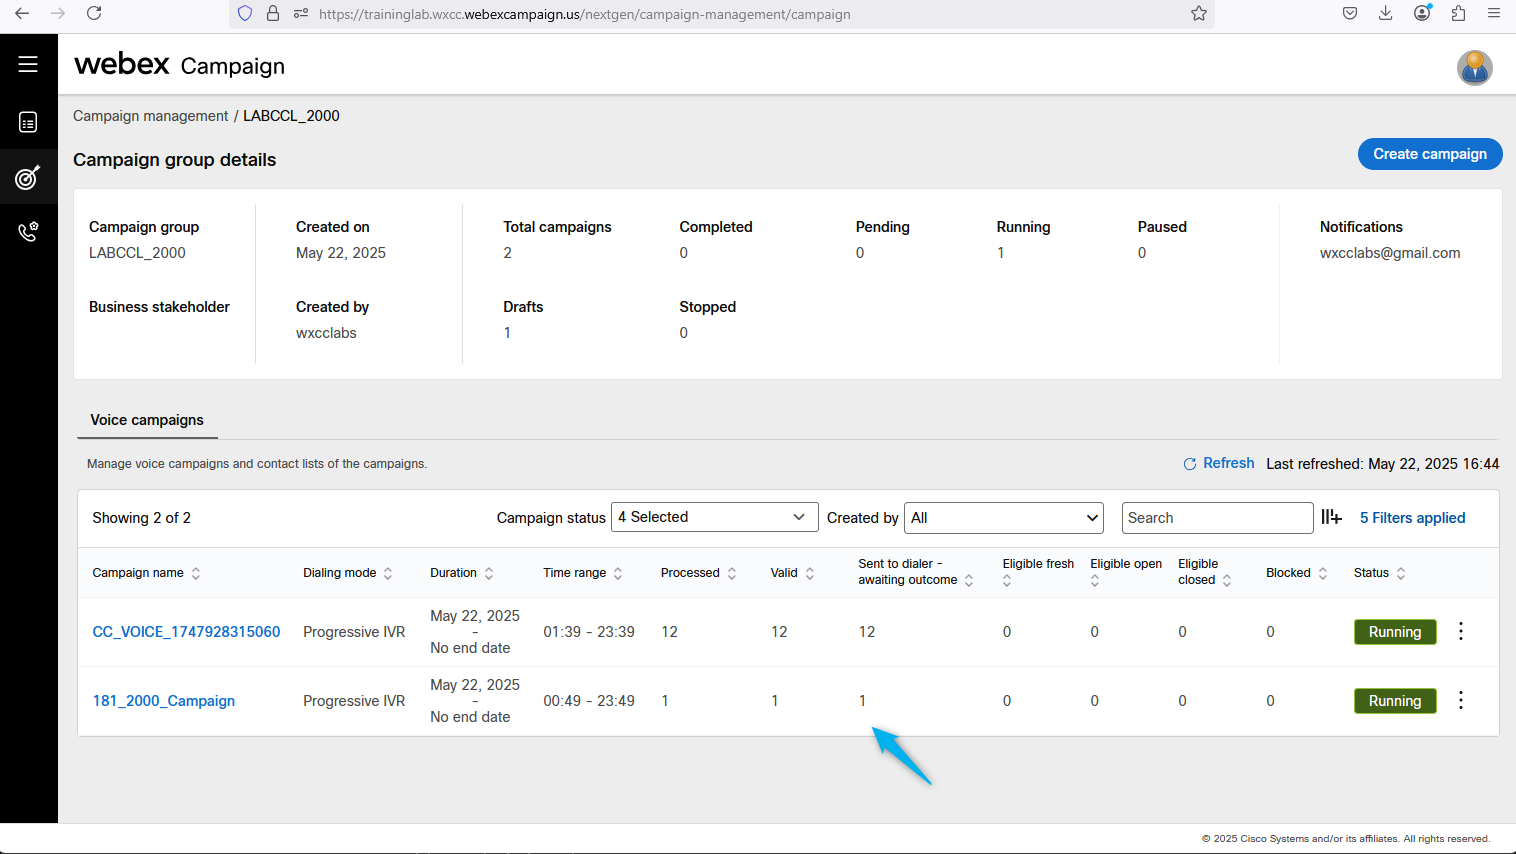 https://traininglab.wxcc.webexcampaign.us/nextgen/campaign-management/campaign
webex Campaign
Campaign management / LABCCL_2000
Campaign group details
Create campaign
Campaign group
LABCCL_2000
Created on
May 22, 2025
Total campaigns
2
Completed
0
Pending
0
Running
1
Paused
0
Notifications
wxcclabs@gmail.com
Business stakeholder
Created by
wxcclabs
Drafts
1
Stopped
0
Voice campaigns
Manage voice campaigns and contact lists of the campaigns.
Refresh Last refreshed: May 22, 2025 16:44
Showing 2 of 2
Campaign status 4 Selected
Created by All
Search
5 Filters applied
Campaign name Dialing mode Duration Time range Processed Valid Sent to dialer - awaiting outcome Eligible fresh Eligible open Eligible closed Blocked Status
CC_VOICE_1747928315060 Progressive IVR May 22, 2025 - No end date 01:39 - 23:39 12 12 12 0 0 0 0 Running
181_2000_Campaign Progressive IVR May 22, 2025 - No end date 00:49 - 23:49 1 1 1 0 0 0 0 Running
© 2025 Cisco Systems and/or its affiliates. All rights reserved.